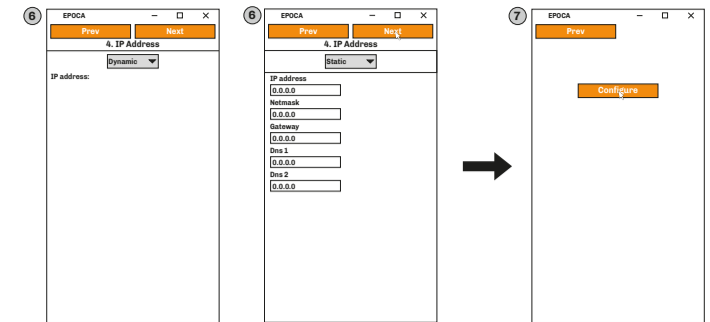 6
EPOCA
Prev Next
4. IP Address
Dynamic
IP address:
6
EPOCA
Prev Next
4. IP Address
Static
IP address
0.0.0.0
Netmask
0.0.0.0
Gateway
0.0.0.0
Dns 1
0.0.0.0
Dns 2
0.0.0.0
7
EPOCA
Prev
Configure